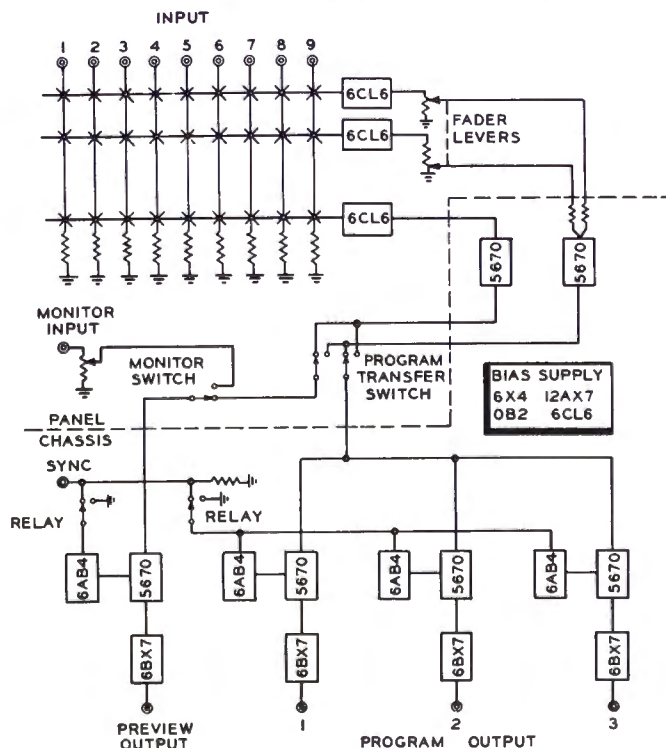 INPUT
1 2 3 4 5 6 7 8 9
6CL6
6CL6
FADER
LEVERS
6CL6
5670
5670
MONITOR
INPUT
MONITOR
SWITCH
PROGRAM
TRANSFER
SWITCH
BIAS SUPPLY
6X4 12AX7
OB2 6CL6
PANEL
CHASSIS
SYNC
RELAY
RELAY
6AB4
5670
6AB4
5670
6AB4
5670
6AB4
5670
6BX7
6BX7
6BX7
6BX7
PREVIEW
OUTPUT
1
2
3
PROGRAM OUTPUT